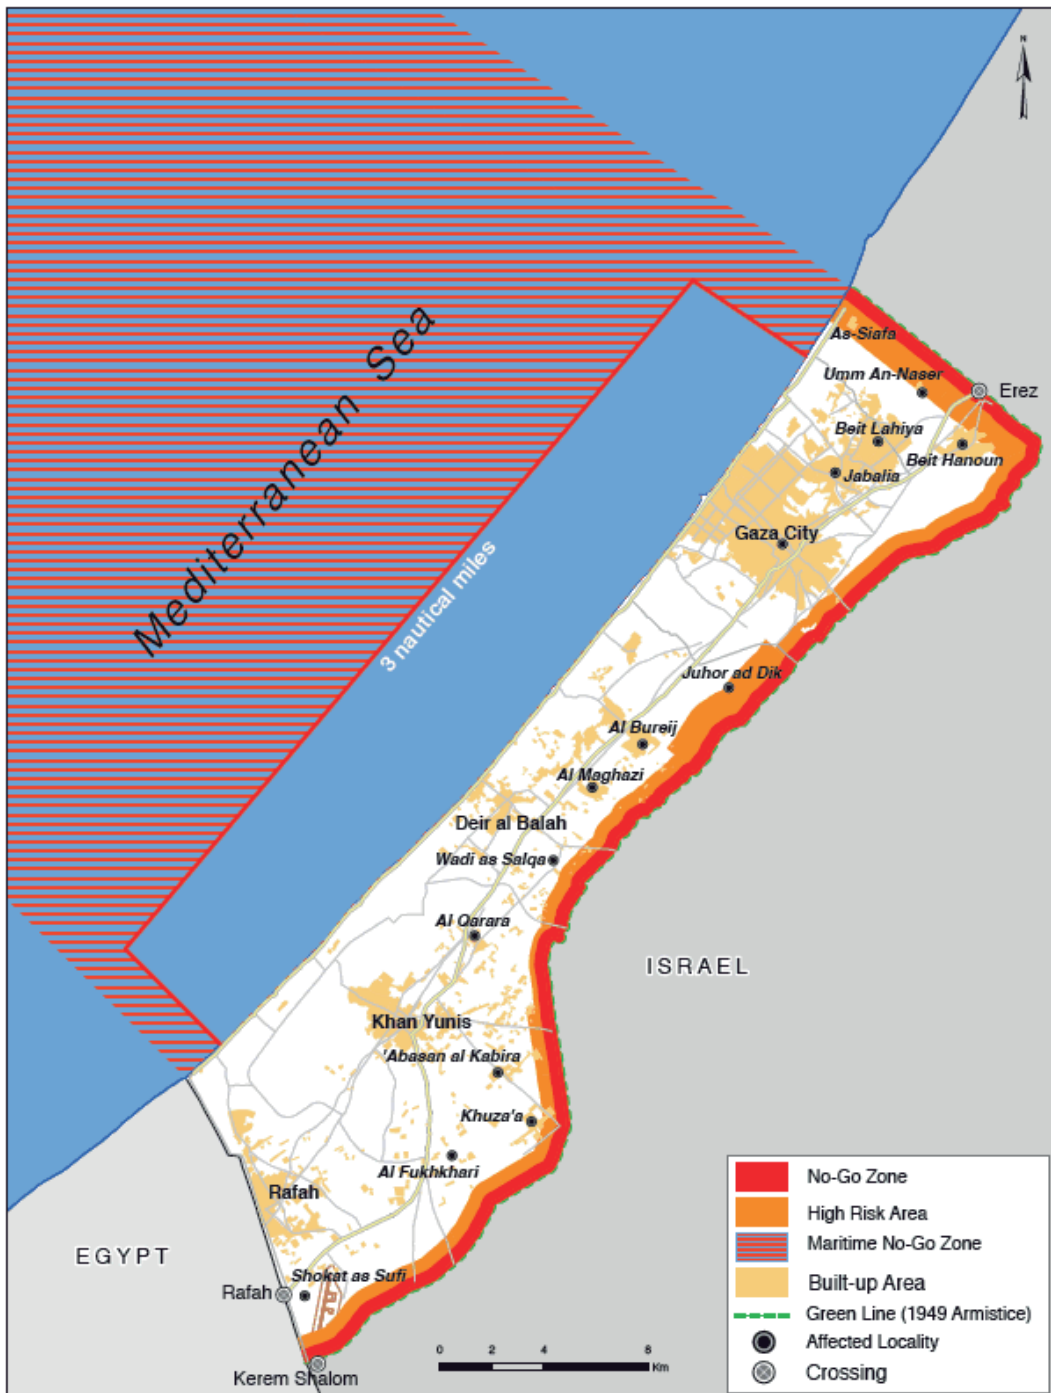 N
Mediterranean Sea
3 nautical miles
As-Siafa
Umm An-Naser
Erez
Beit Lahiya
Beit Hanoun
Jabalia
Gaza City
Juhor ad Dik
Al Bureij
Al Maghazi
Deir al Balah
Wadi as Salqa
Al Qarara
ISRAEL
Khan Yunis
'Abasan al Kabira
Khuza'a
Al Fukhkhari
Rafah
EGYPT
Shokat as Sufi
Rafah
Kerem Shalom
0 2 4 8
Km
No-Go Zone
High Risk Area
Maritime No-Go Zone
Built-up Area
Green Line (1949 Armistice)
Affected Locality
Crossing